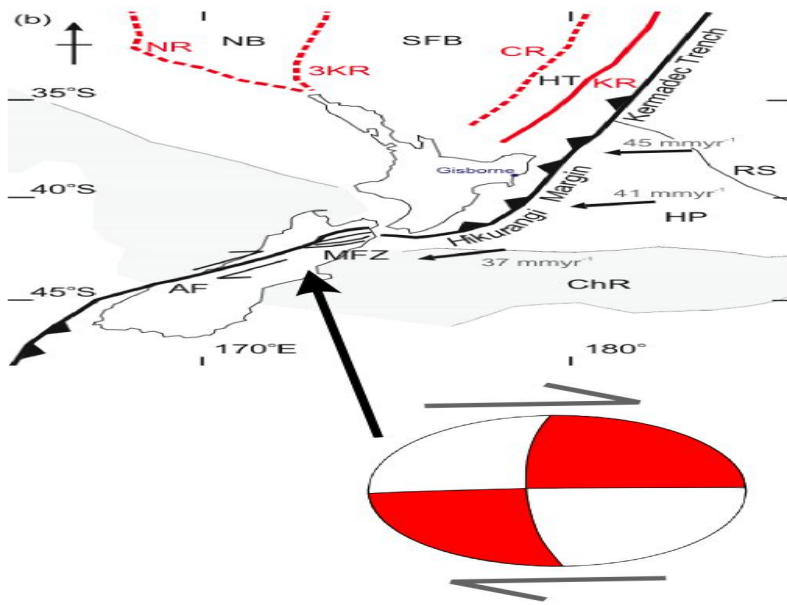 (b)
NR
NB
SFB
CR
3KR
HT
KR
Kermadec Trench
35°S
45 mmyr⁻¹
Gisborne
RS
40°S
41 mmyr⁻¹
Hikurangi Margin
HP
MFZ
37 mmyr⁻¹
AF
ChR
45°S
170°E
180°